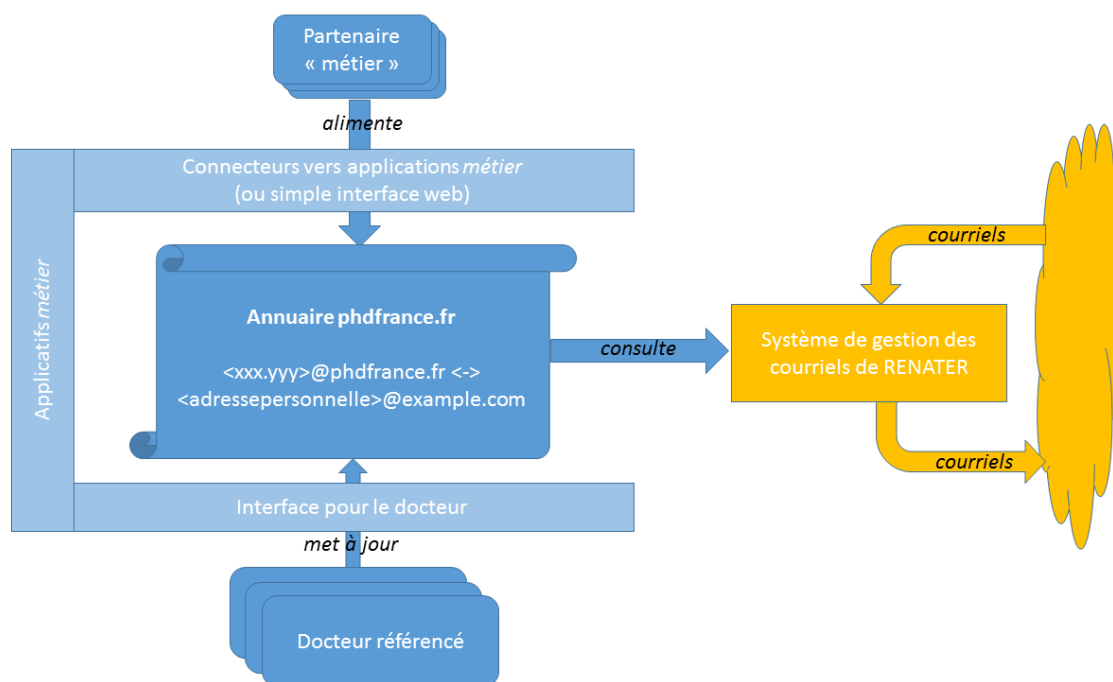 Partenaire
« métier »
alimente
Connecteurs vers applications métier
(ou simple interface web)
Applicatifs métier
Annuaire phdfrance.fr
<xxx.yyy>@phdfrance.fr <->
<adressepersonnelle>@example.com
consulte
courriels
Système de gestion des
courriels de RENATER
courriels
Interface pour le docteur
met à jour
Docteur référencé